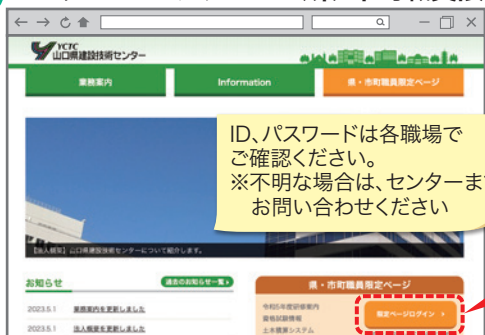 YCTC
山口県建設技術センター
業務案内
Information
県・市町職員限定ページ
ID、パスワードは各職場で
ご確認ください。
※不明な場合は、センターまで
お問い合わせください
【法人概要】山口県建設技術センターについて紹介します。
お知らせ
過去のお知らせ一覧
2023.5.1 業務案内を更新しました
2023.5.1 法人概要を更新しました
県・市町職員限定ページ
令和5年度研修案内
資格試験情報
土木積算システム
限定ページログイン